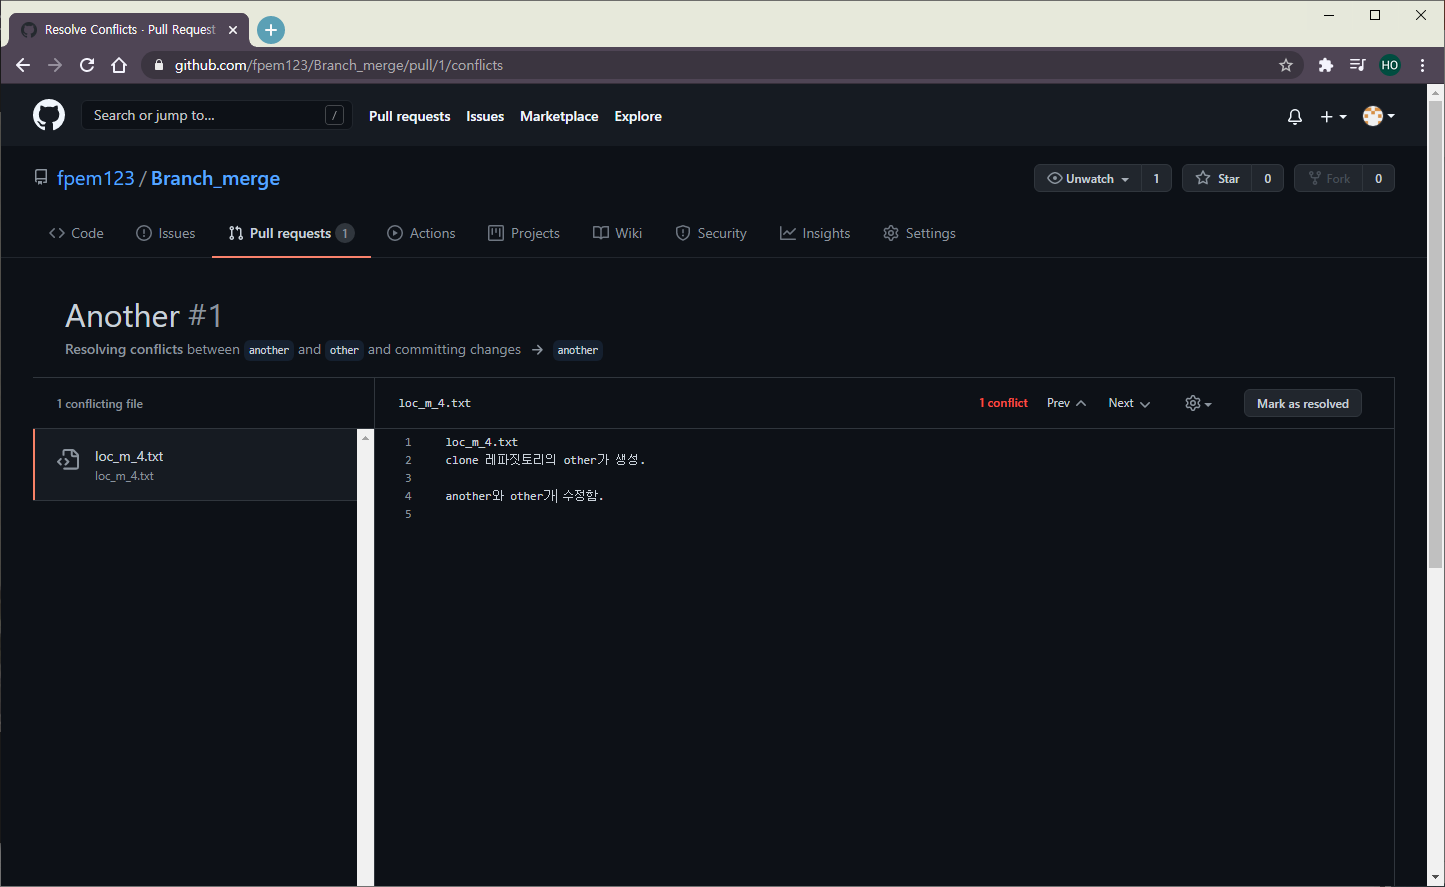 Resolve Conflicts · Pull Request
github.com/fpem123/Branch_merge/pull/1/conflicts
HO
Search or jump to...
/
Pull requests
Issues
Marketplace
Explore
fpem123 / Branch_merge
Unwatch
1
Star
0
Fork
0
Code
Issues
Pull requests 1
Actions
Projects
Wiki
Security
Insights
Settings
Another #1
Resolving conflicts between another and other and committing changes → another
1 conflicting file
loc_m_4.txt
1 conflict
Prev
Next
Mark as resolved
loc_m_4.txt
loc_m_4.txt
1 loc_m_4.txt
2 clone 레파짓토리의 other가 생성.
3
4 another와 other가 수정함.
5